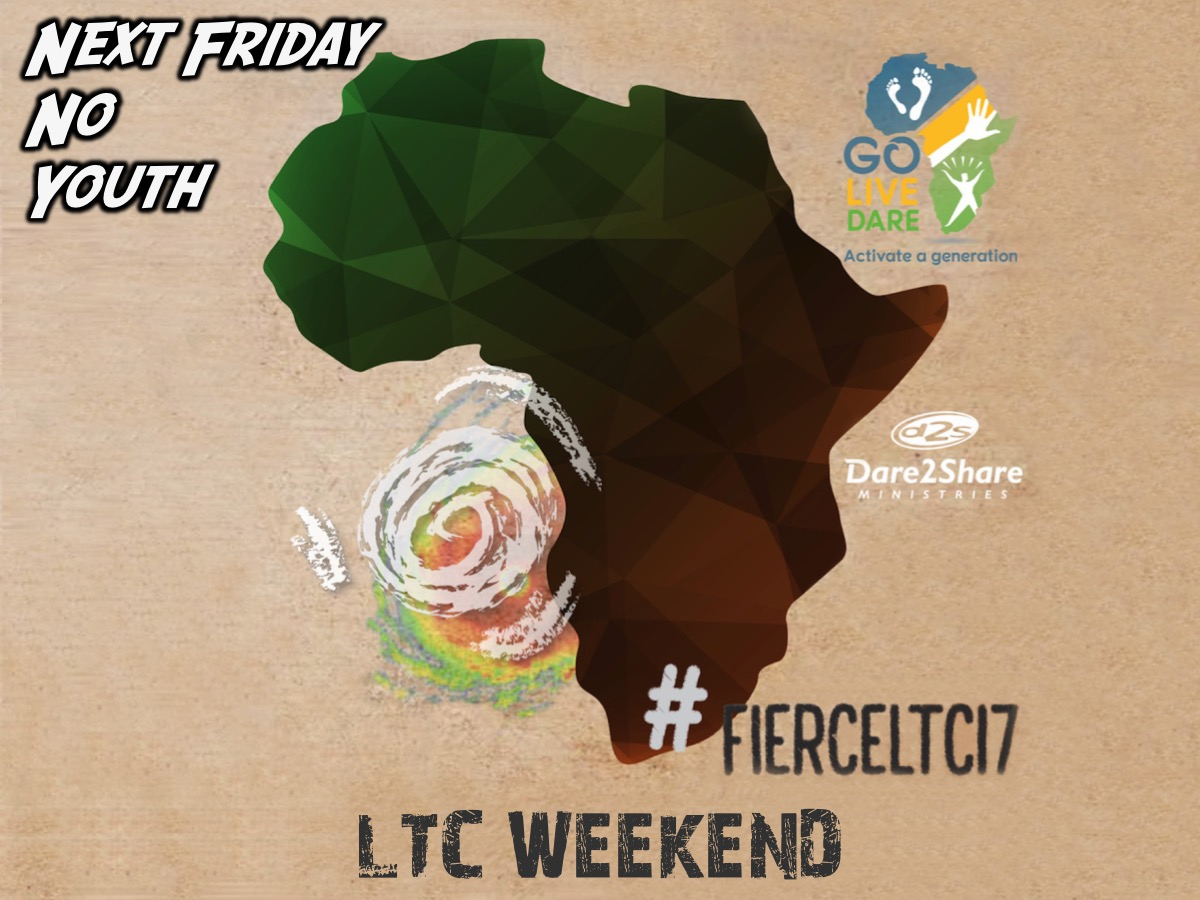 Next Friday
No
Youth
GO
LIVE
DARE
Activate a generation
d2s
Dare2Share
MINISTRIES
#FIERCELTC17
LTC WEEKEND